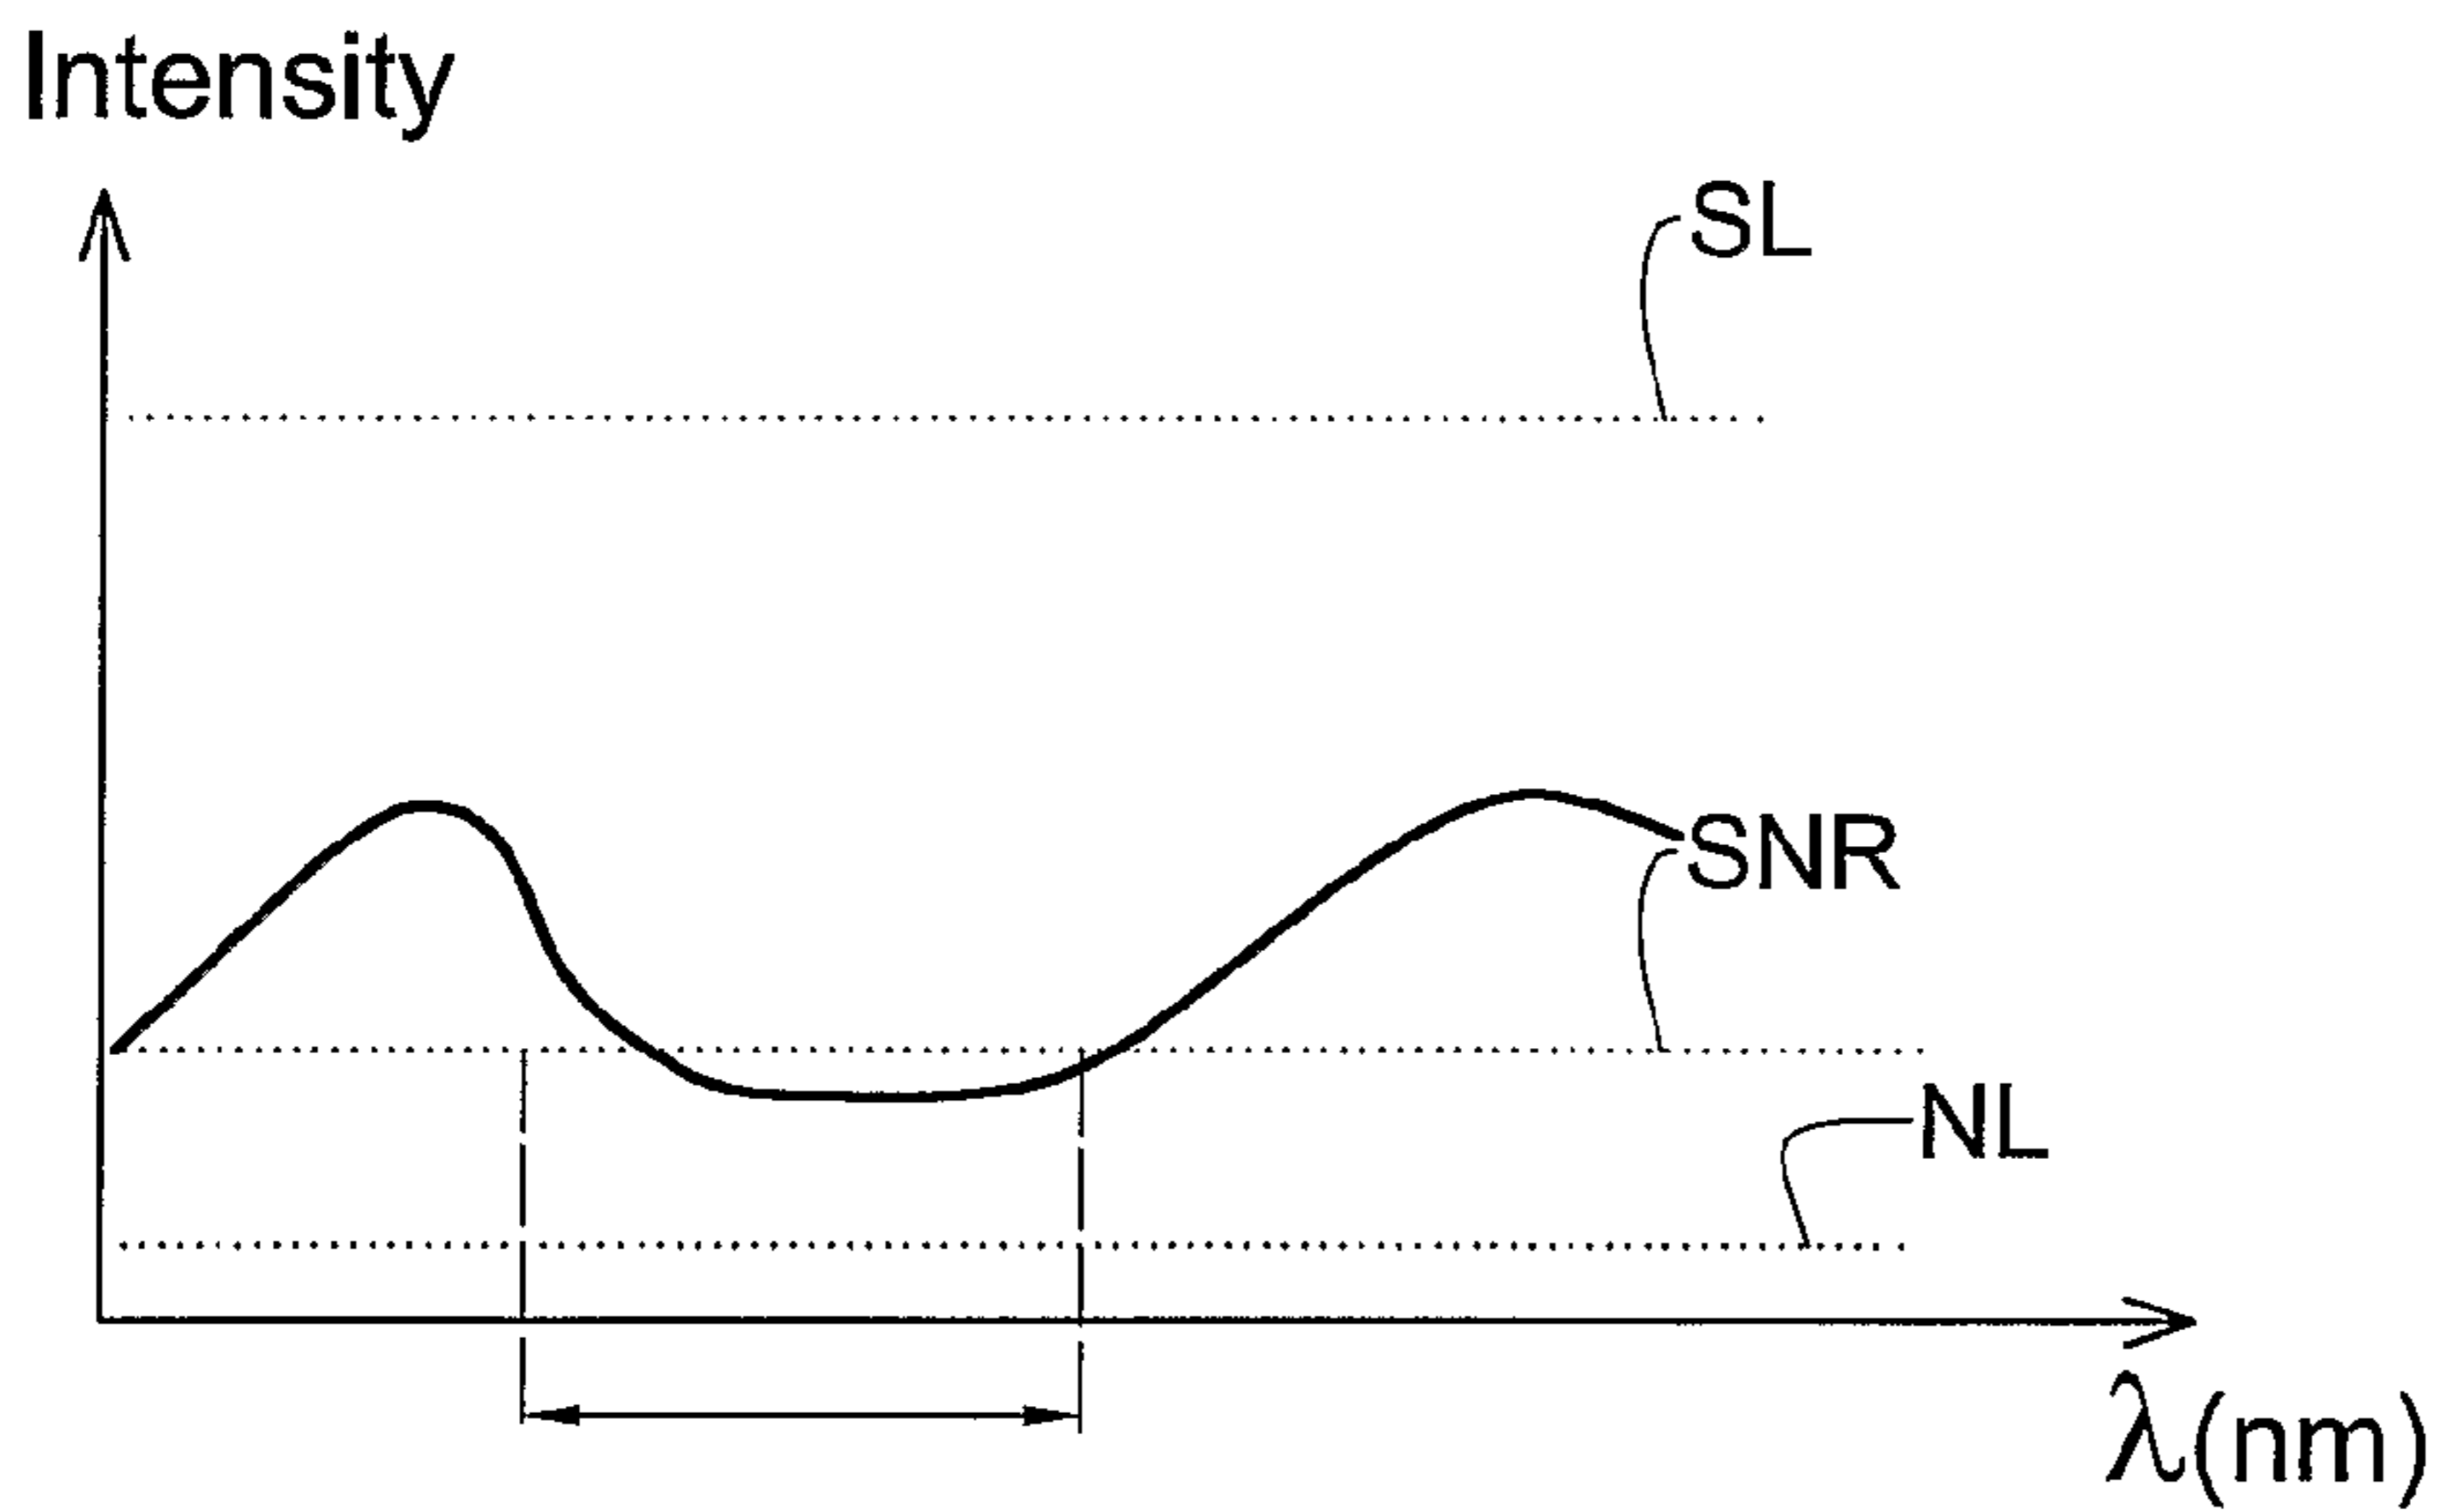 Intensity
SL
SNR
NL
λ(nm)